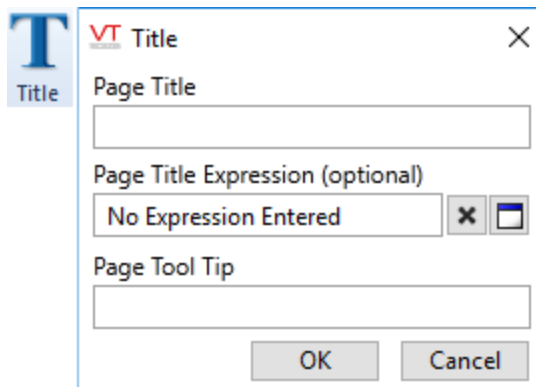 T
Title
VT Title
Page Title
Page Title Expression (optional)
No Expression Entered
Page Tool Tip
OK Cancel